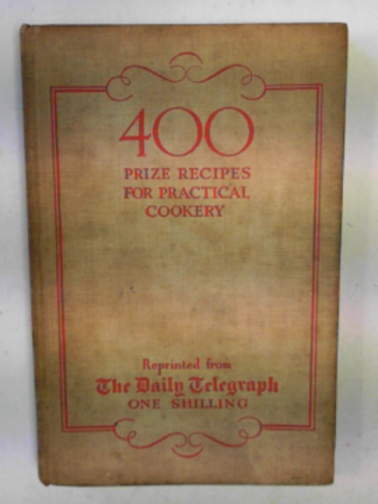 400
PRIZE RECIPES
FOR PRACTICAL
COOKERY
Reprinted from
The Daily Telegraph
ONE SHILLING